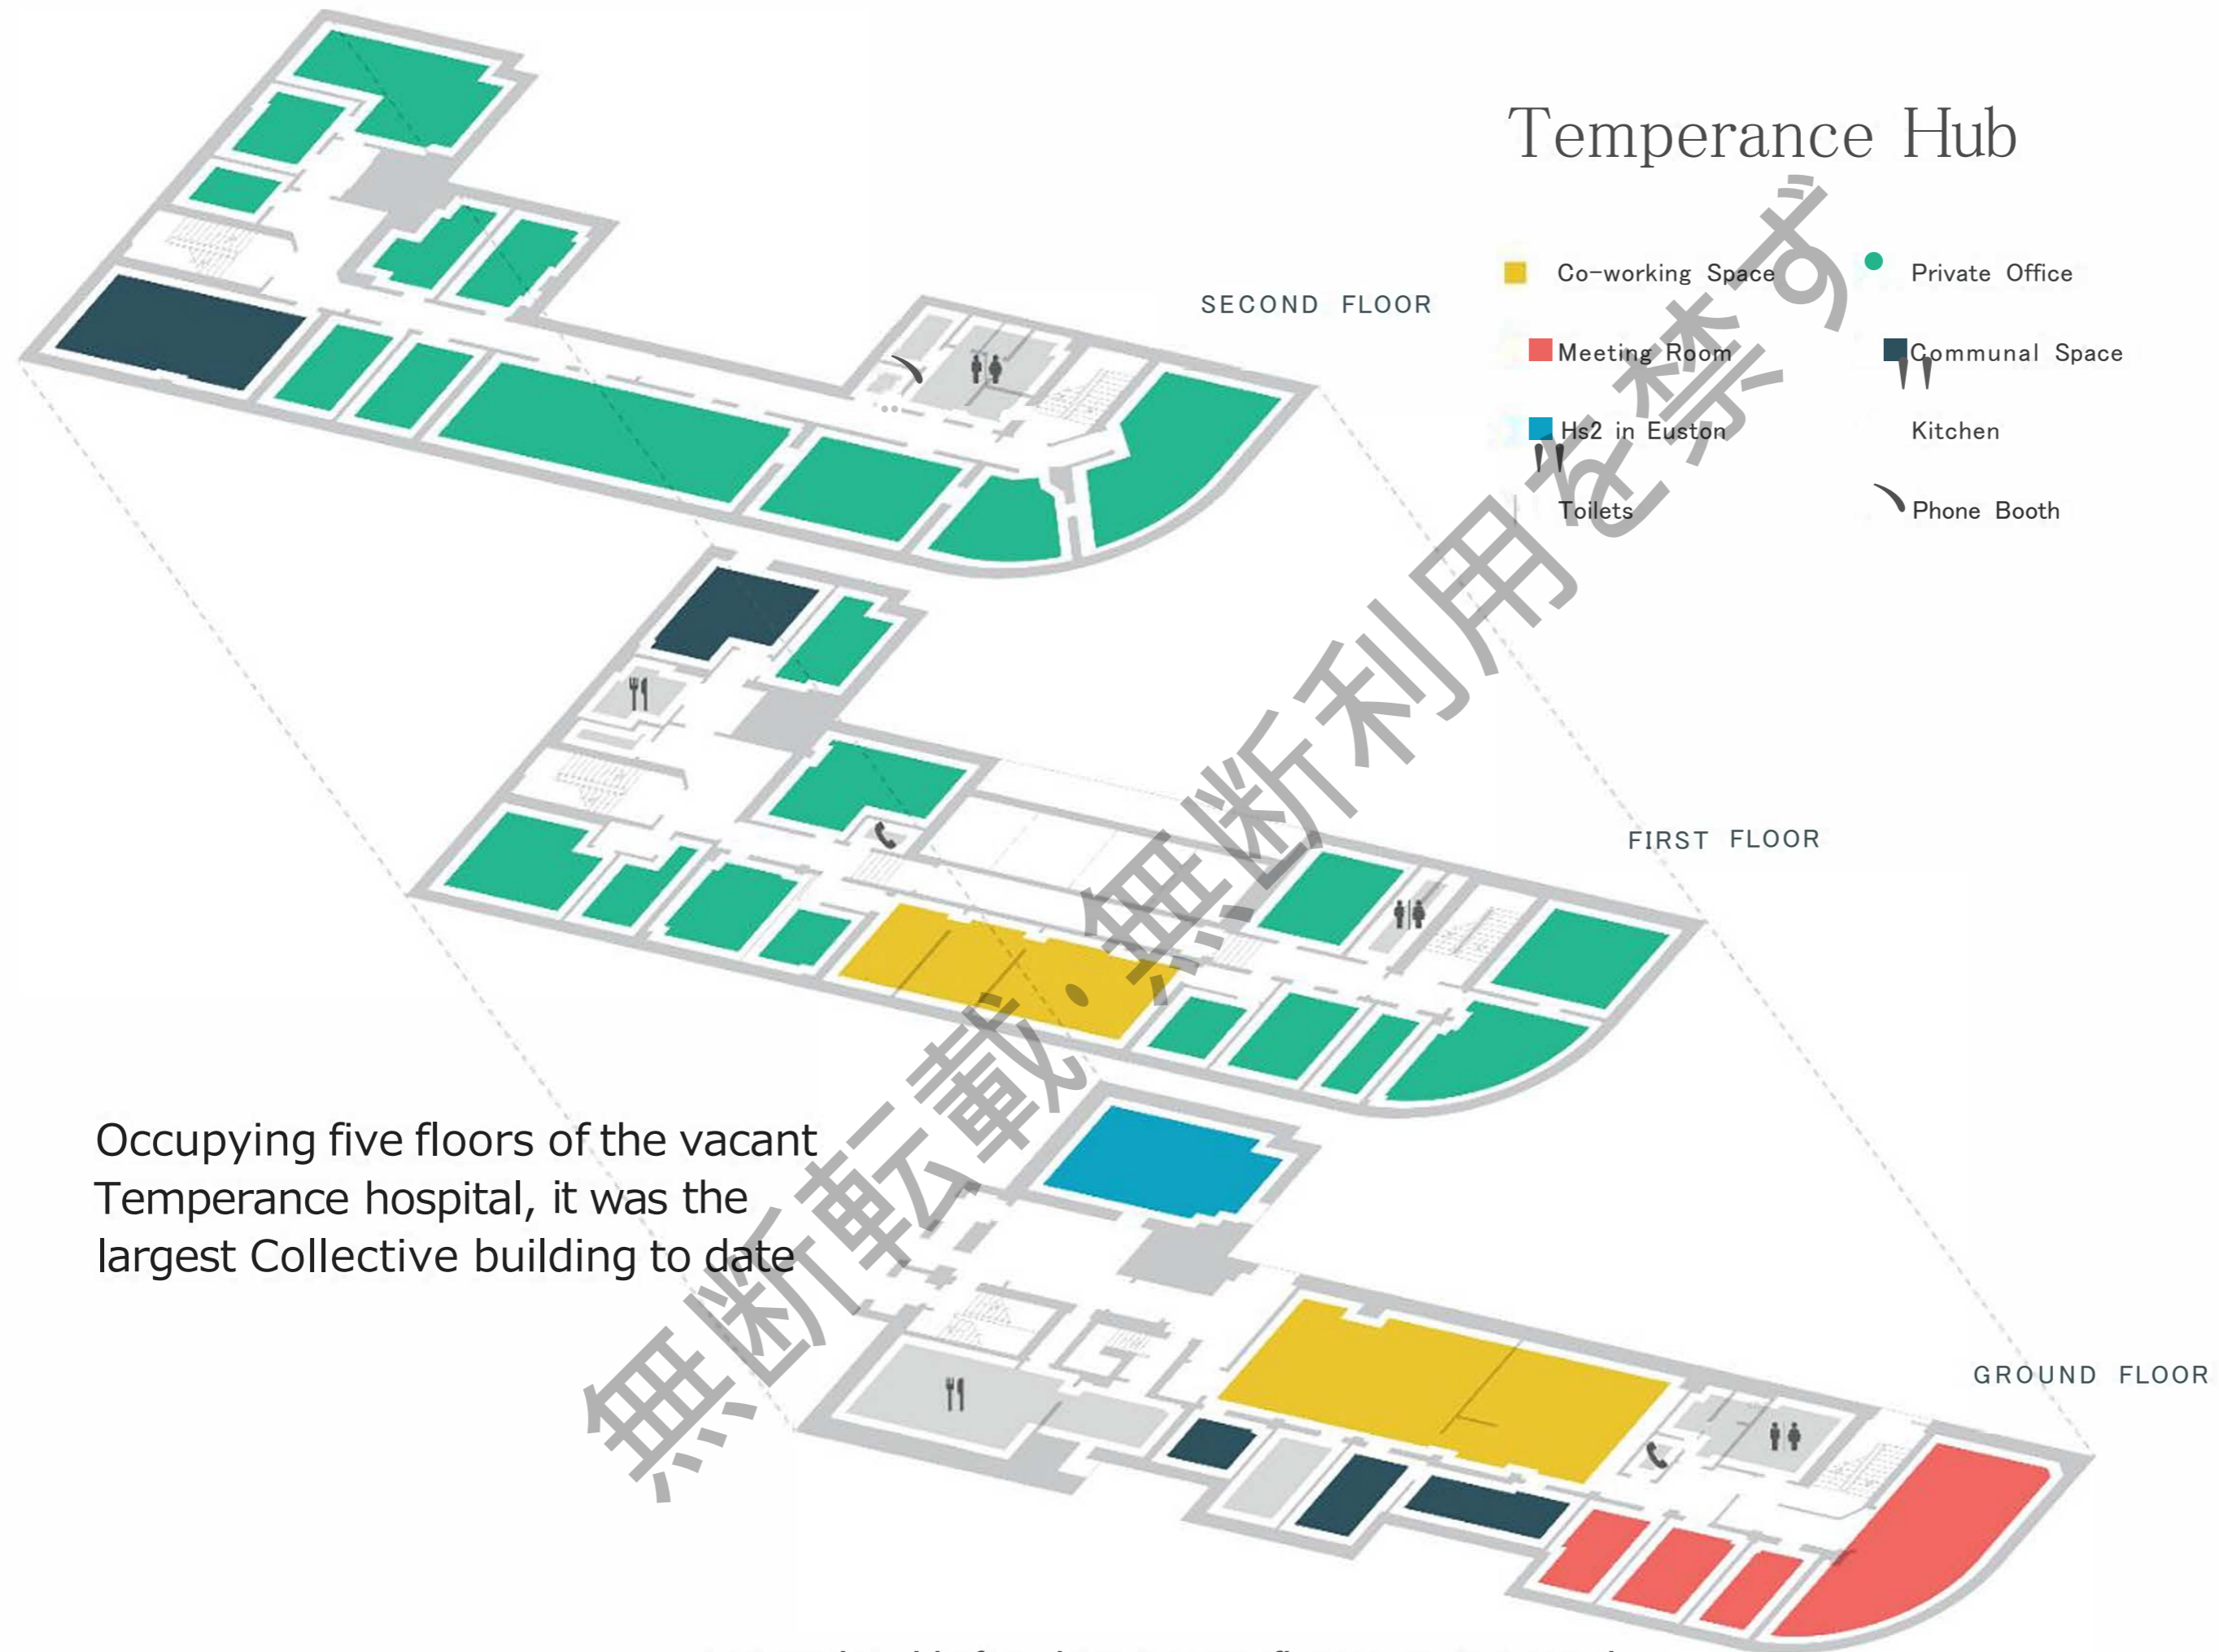 Temperance Hub
Co-working Space
Private Office
Meeting Room
Communal Space
Hs2 in Euston
Kitchen
Toilets
Phone Booth
SECOND FLOOR
FIRST FLOOR
GROUND FLOOR
Occupying five floors of the vacant
Temperance hospital, it was the
largest Collective building to date
無断転載・無断利用を禁ず